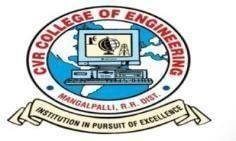 CVR COLLEGE OF ENGINEERING
MANGALPALLI, R.R. DIST.
INSTITUTION IN PURSUIT OF EXCELLENCE